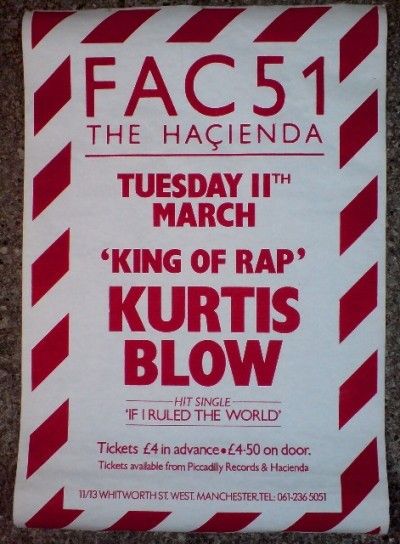 FAC 51
THE HAÇIENDA
TUESDAY 11TH
MARCH
‘KING OF RAP’
KURTIS
BLOW
HIT SINGLE
‘IF I RULED THE WORLD’
Tickets £4 in advance•£4·50 on door.
Tickets available from Piccadilly Records & Hacienda
11/13 WHITWORTH ST. WEST. MANCHESTER.TEL: 061-236 5051